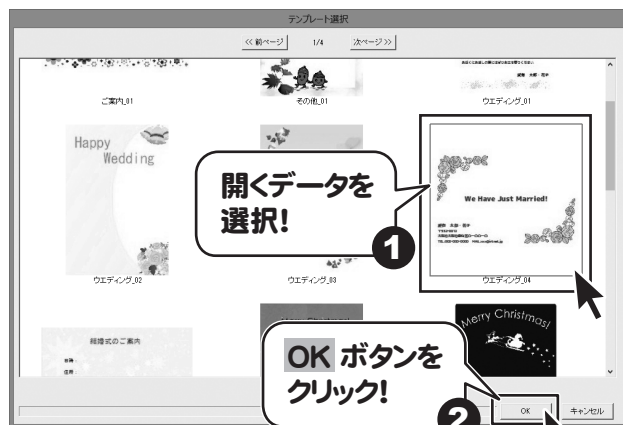 テンプレート選択
<< 前ページ 1/4 次ページ >>
ご案内_01
その他_01
ウエディング_01
Happy
Wedding
開くデータを
選択!
1
We Have Just Married!
ウエディング_02
ウエディング_03
ウエディング_04
結婚式のご案内
Merry Christmas!
OK ボタンを
クリック!
2
OK キャンセル